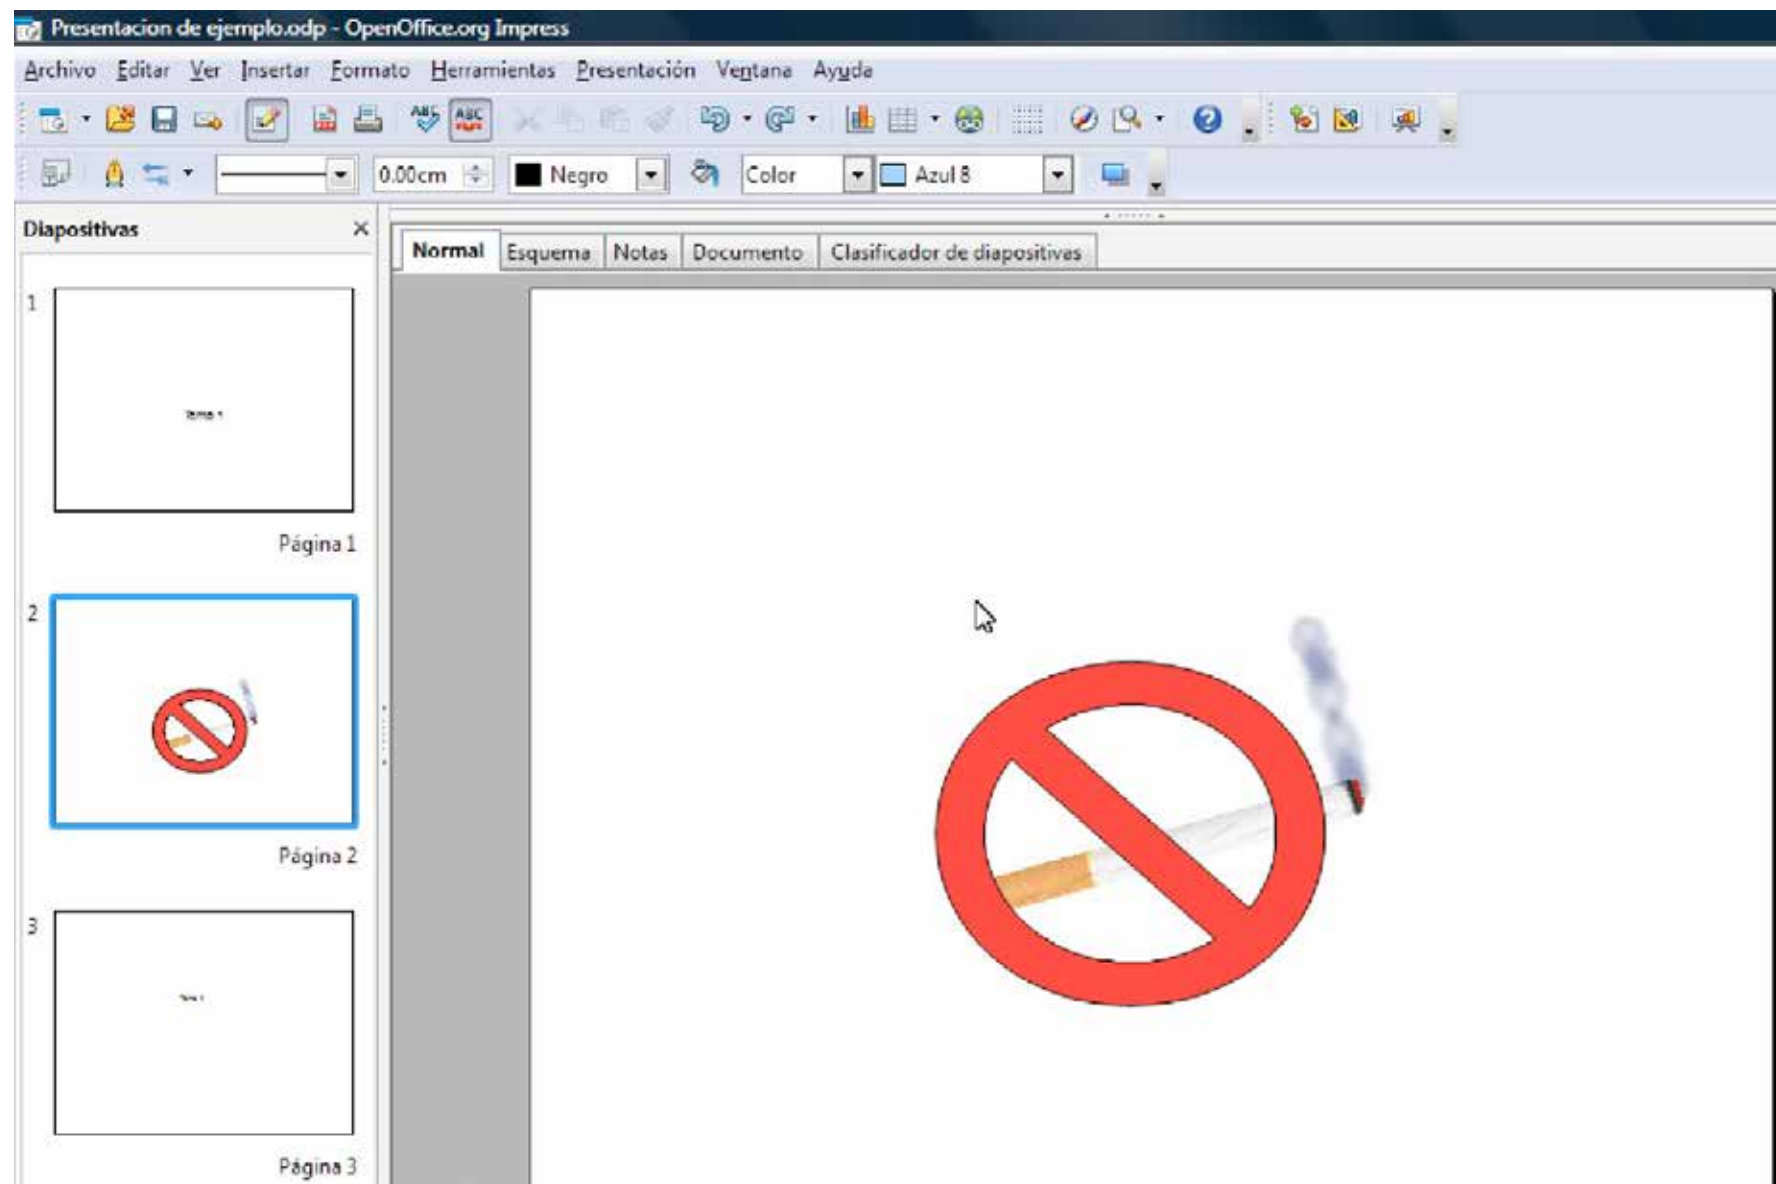 Presentacion de ejemplo.odp - OpenOffice.org Impress
Archivo Editar Ver Insertar Formato Herramientas Presentación Ventana Ayuda
ABC ABC
0.00cm Negro Color Azul 8
Diapositivas
Normal Esquema Notas Documento Clasificador de diapositivas
1
Página 1
2
Página 2
3
Página 3